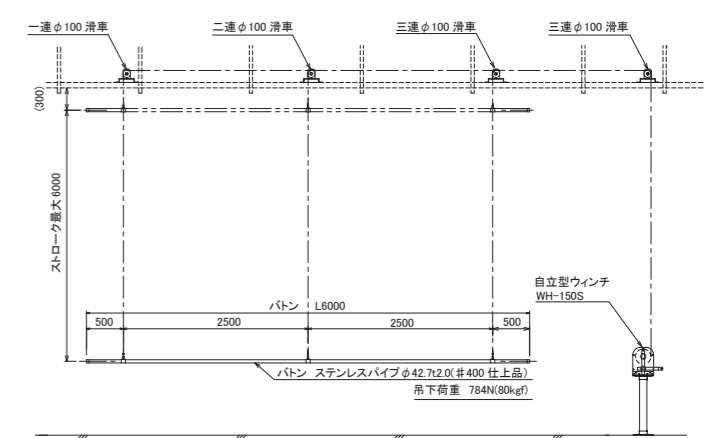 一連φ100 滑車
二連φ100 滑車
三連φ100 滑車
三連φ100 滑車
(300)
ストローク最大 6000
バトン L6000
500
2500
2500
500
自立型ウィンチ
WH-150S
バトン ステンレスパイプφ42.7t2.0(♯400 仕上品)
吊下荷重 784N(80kgf)